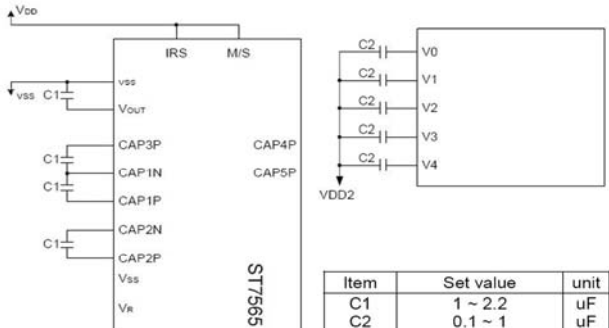 VDD
IRS M/S
vss
VSS C1
VOUT
CAP3P CAP4P
C1
CAP1N CAP5P
C1
CAP1P
CAP2N
C1
CAP2P
Vss
VR
ST7565
C2 V0
C2 V1
C2 V2
C2 V3
C2 V4
VDD2
Item Set value unit
C1 1 ~ 2.2 uF
C2 0.1 ~ 1 uF